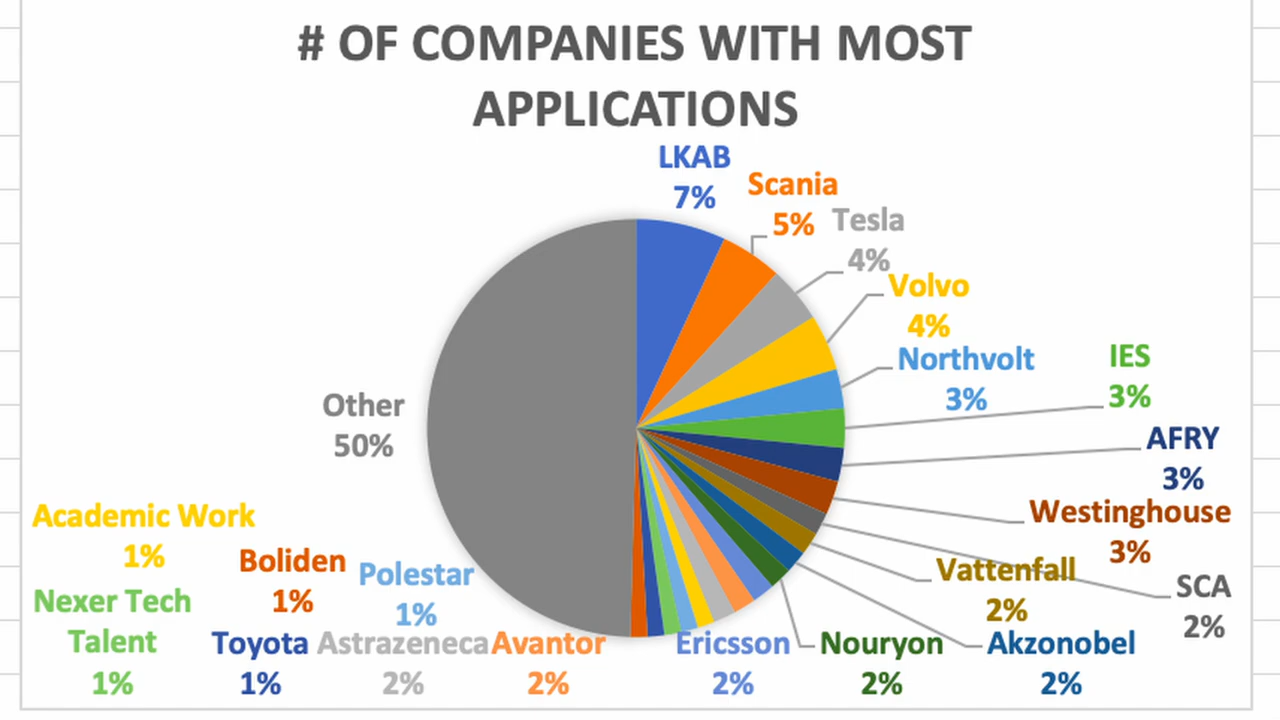 # OF COMPANIES WITH MOST
APPLICATIONS
LKAB
7%
Scania
5%
Tesla
4%
Volvo
4%
Northvolt
3%
IES
3%
AFRY
3%
Westinghouse
3%
SCA
2%
Vattenfall
2%
Akzonobel
2%
Nouryon
2%
Ericsson
2%
Avantor
2%
Astrazeneca
2%
Academic Work
1%
Polestar
1%
Nexer Tech
Talent
1%
Toyota
1%
Boliden
1%
Other
50%